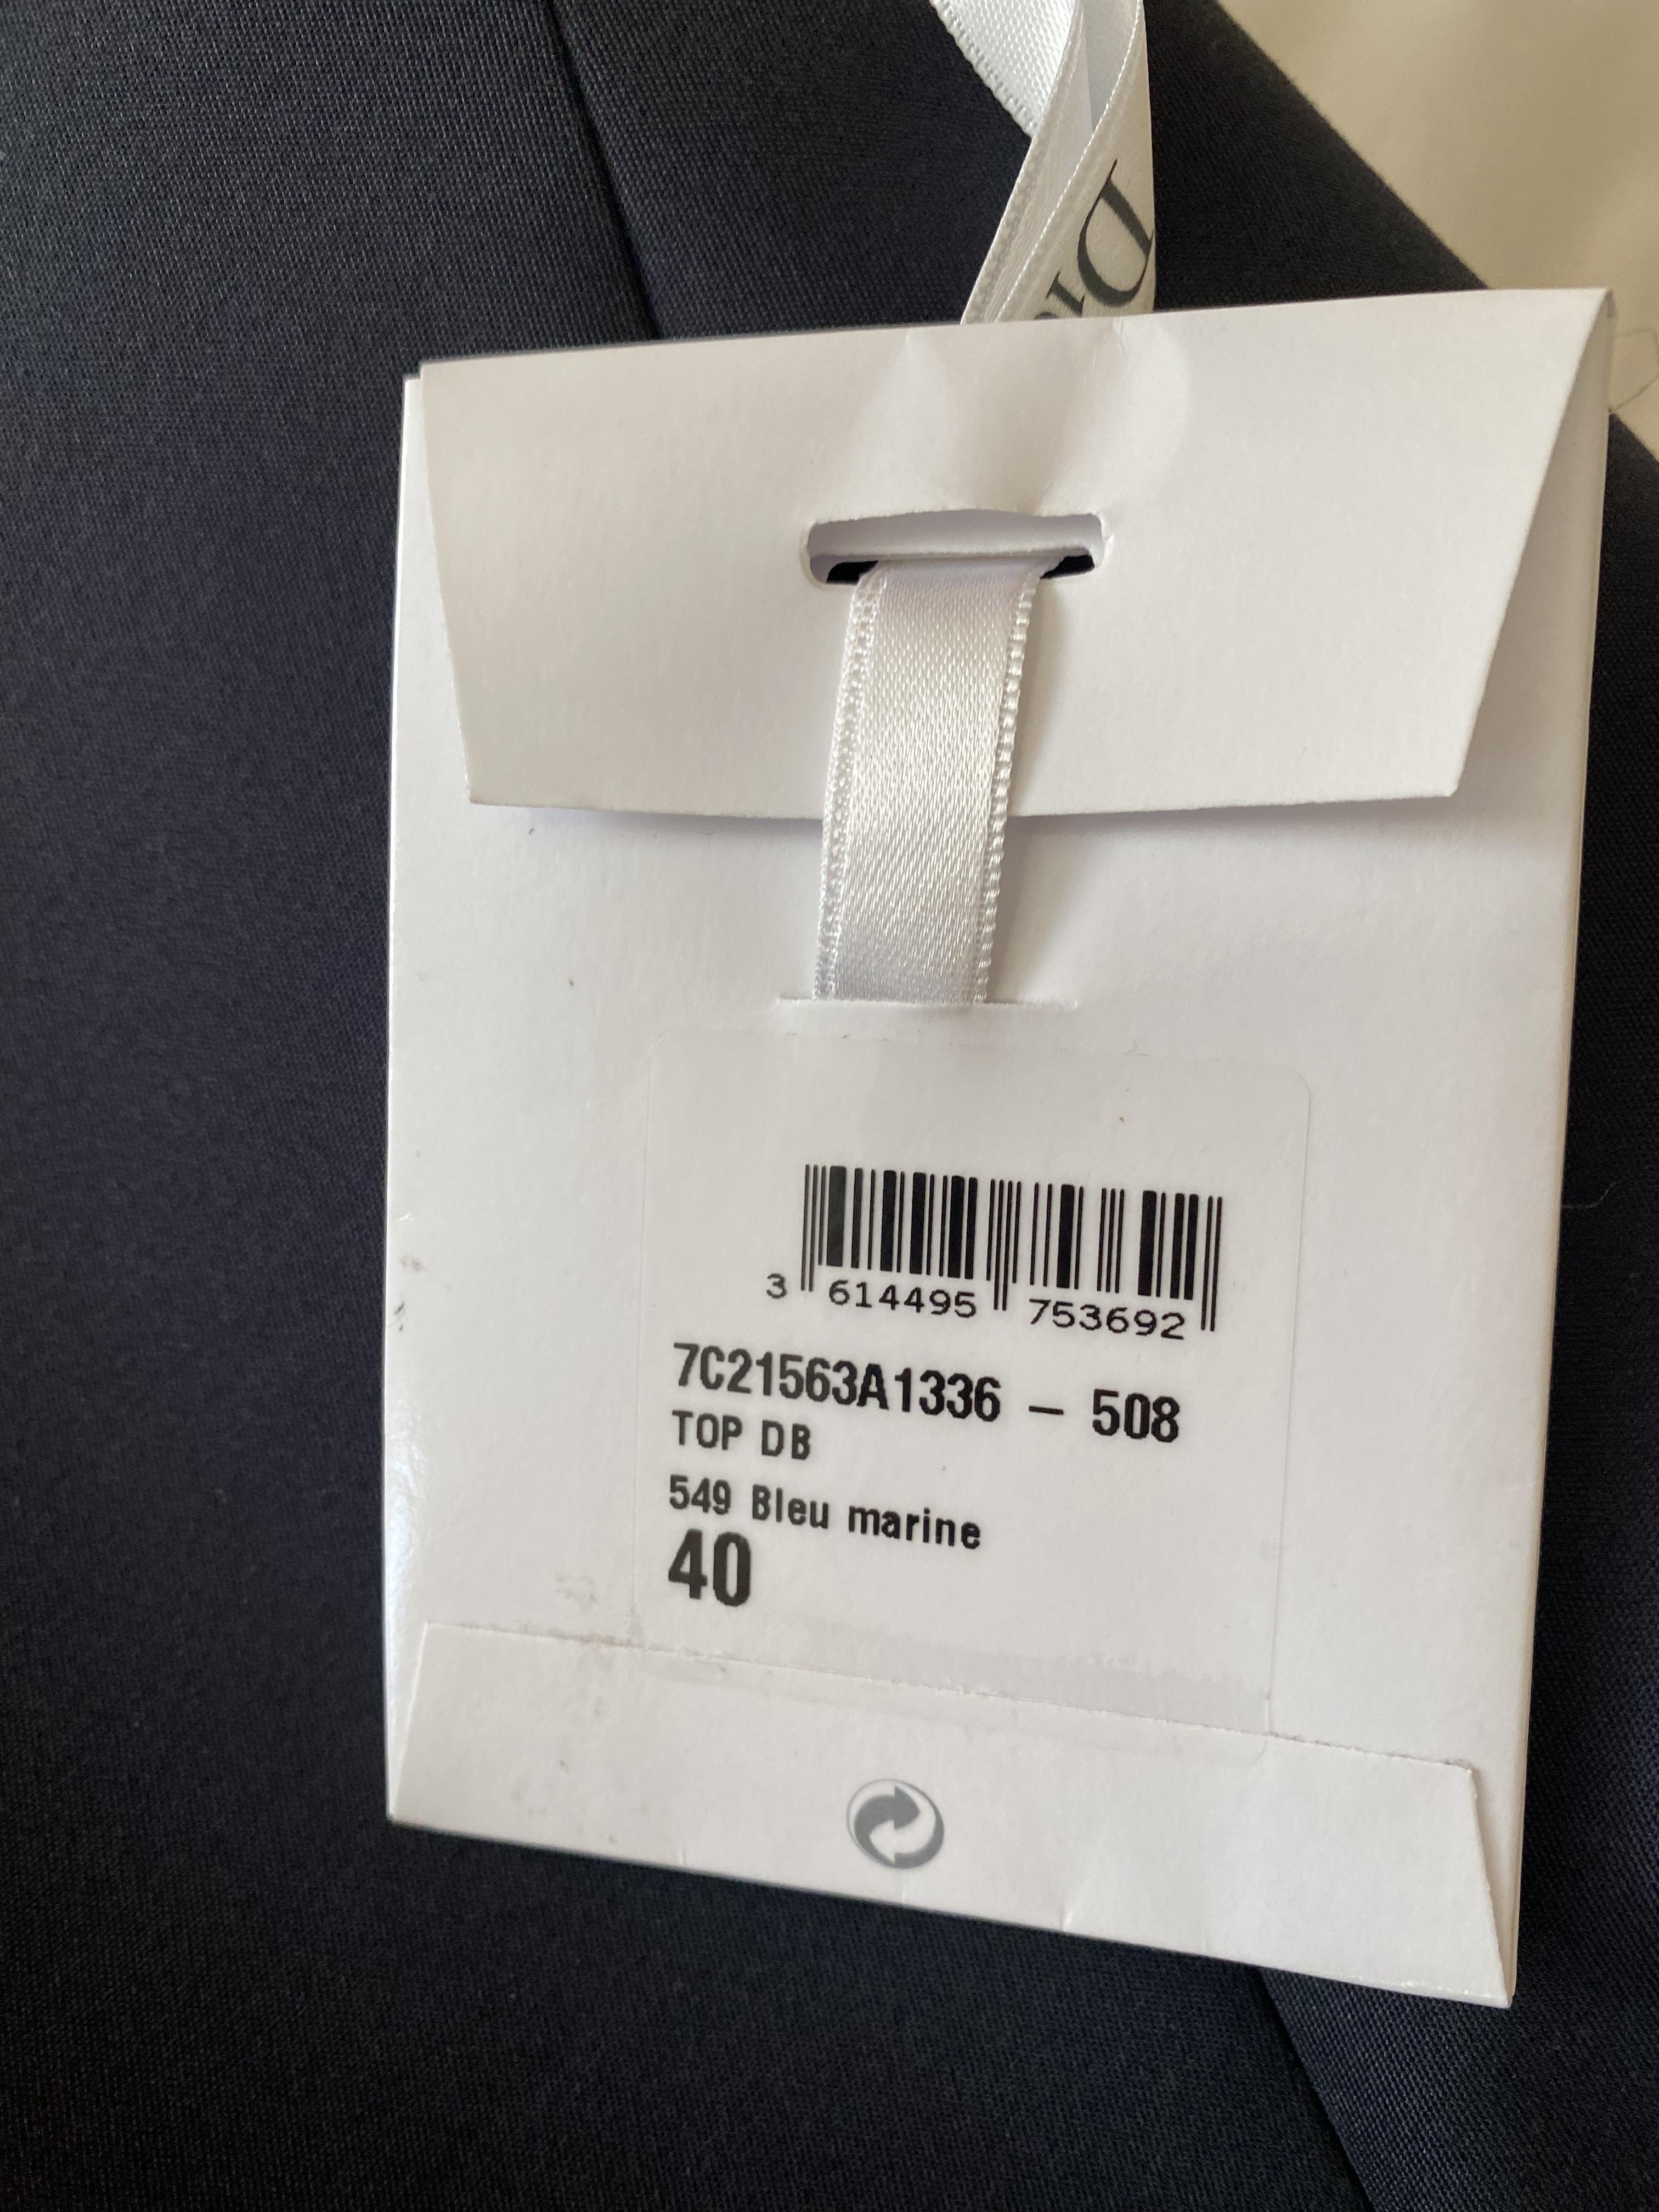 3 614495 753692
7C21563A1336 – 508
TOP DB
549 Bleu marine
40